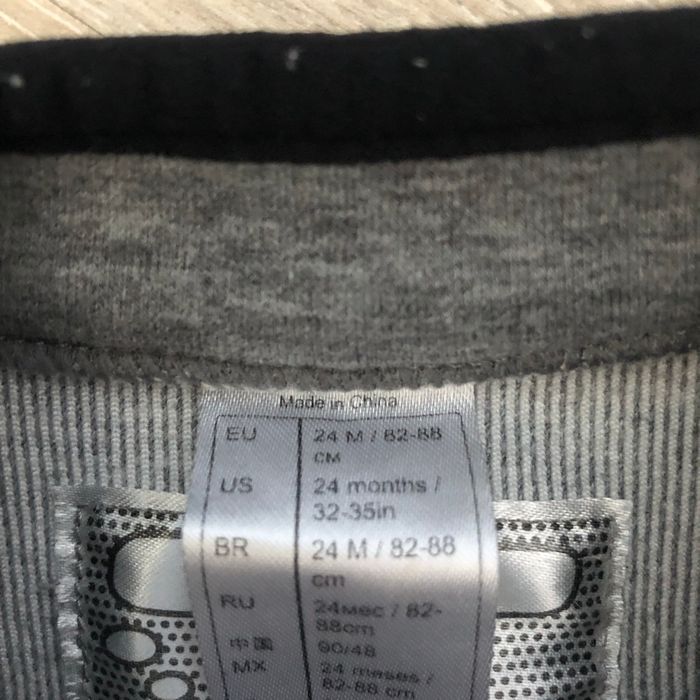 Made in China
EU 24 M / 82-88
CM
US 24 months /
32-35in
BR 24 M / 82-88
cm
RU 24мес / 82-
88cm
中国 90/48
MX 24 meses /
82-88 cm